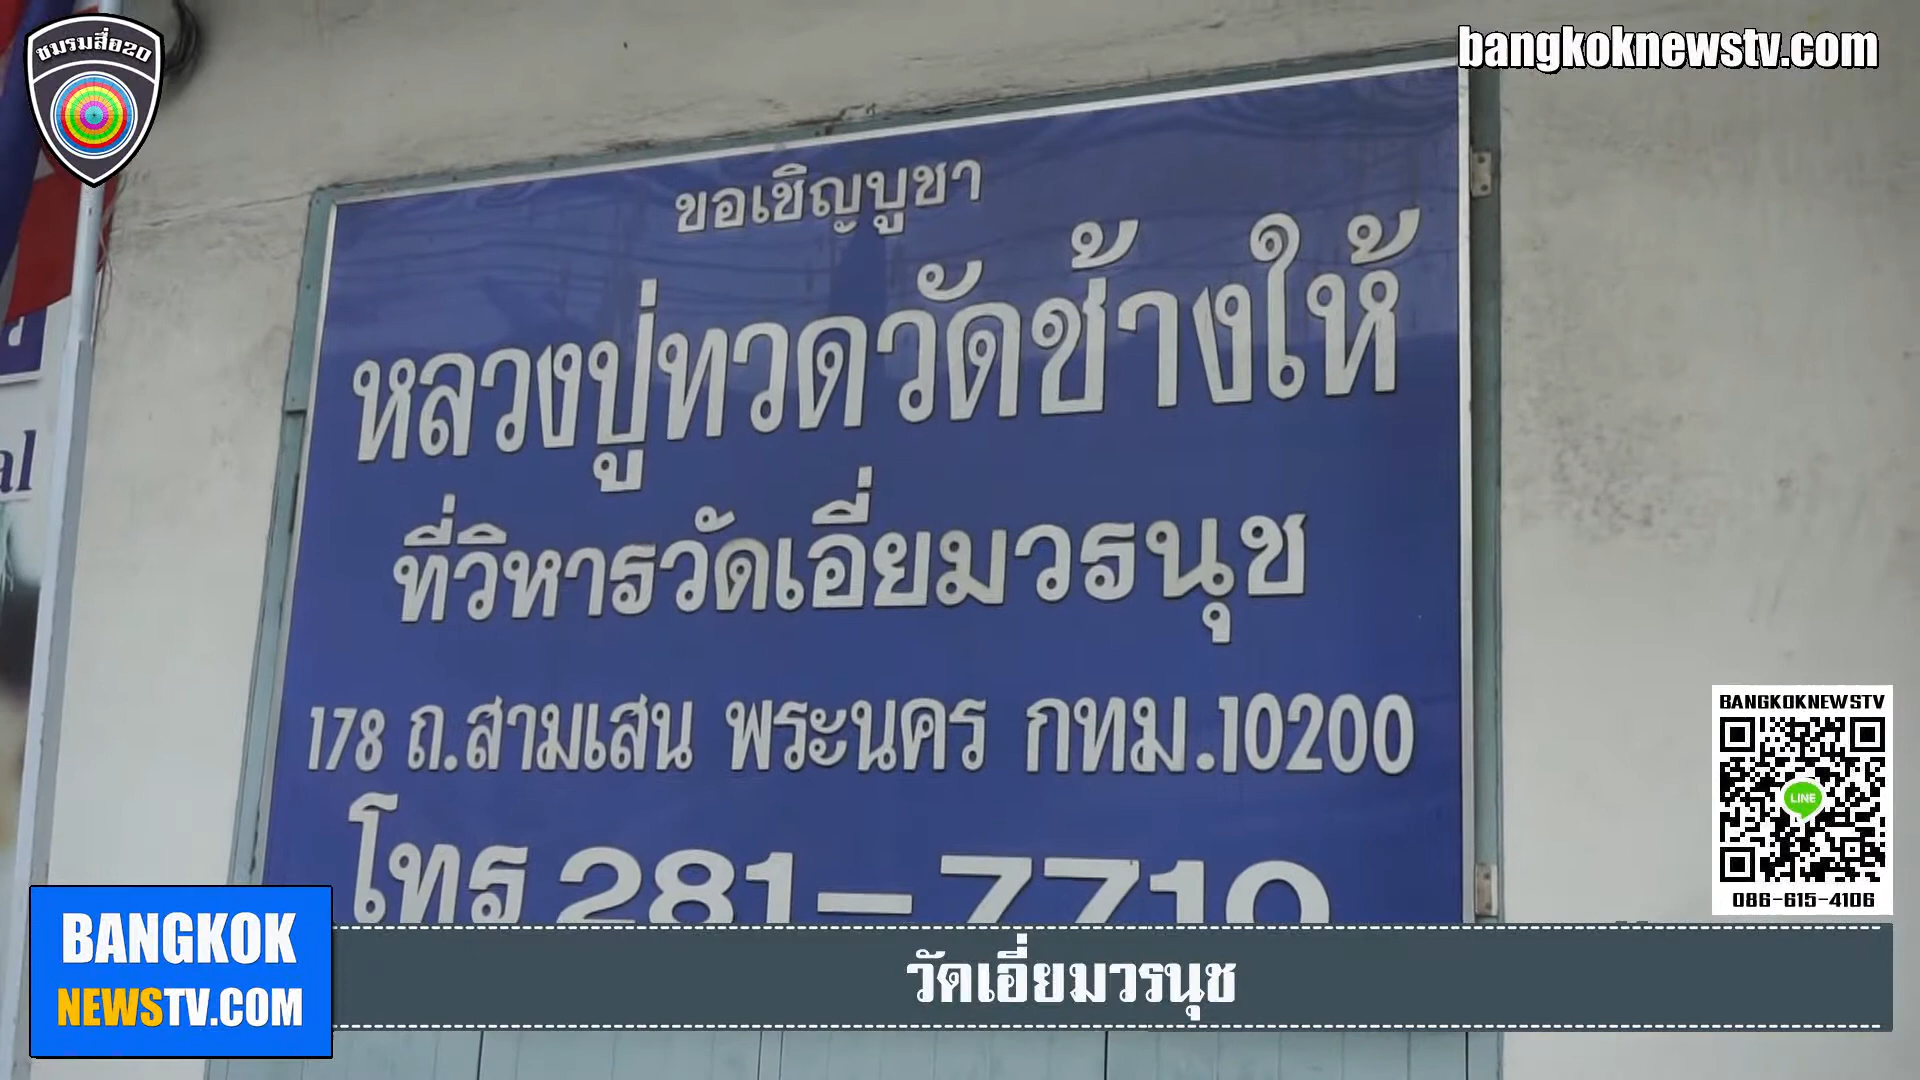 ชมรมสื่อ20
bangkoknewstv.com
ขอเชิญบูชา
หลวงปู่ทวดวัดช้างให้
ที่วิหารวัดเอี่ยมวรนุช
178 ถ.สามเสน พระนคร กทม.10200
โทร 281-7710
al
BANGKOKNEWSTV
LINE
086-615-4106
BANGKOK
NEWSTV.COM
วัดเอี่ยมวรนุช